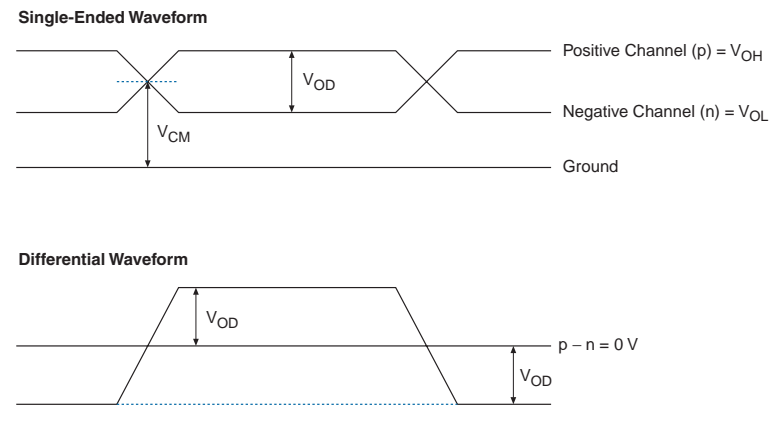 Single-Ended Waveform
Positive Channel (p) = VOH
VOD
Negative Channel (n) = VOL
VCM
Ground
Differential Waveform
VOD
p − n = 0 V
VOD